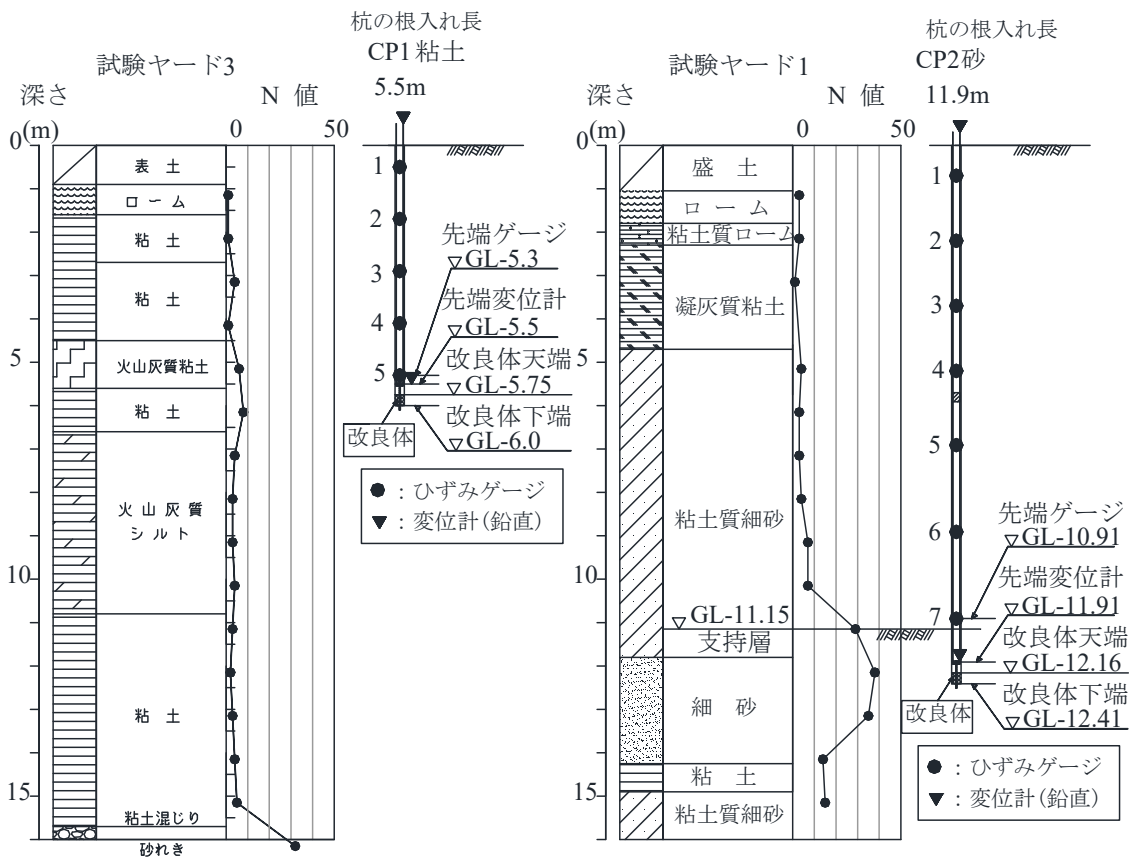 杭の根入れ長
CP1粘土
5.5m
試験ヤード3
深さ
N 値
0(m)
0
50
表 土
ローム
粘 土
粘 土
5
火山灰質粘土
粘 土
火山灰質
シルト
10
粘 土
15
粘土混じり
砂れき
1
2
3
4
5
先端ゲージ
GL-5.3
先端変位計
GL-5.5
改良体天端
GL-5.75
改良体下端
GL-6.0
改良体
：ひずみゲージ
：変位計(鉛直)
杭の根入れ長
CP2砂
11.9m
試験ヤード1
深さ
N 値
0(m)
0
50
盛 土
ローム
粘土質ローム
凝灰質粘土
5
粘土質細砂
10
GL-11.15
支持層
細 砂
粘 土
15
粘土質細砂
1
2
3
4
5
6
7
先端ゲージ
GL-10.91
先端変位計
GL-11.91
改良体天端
GL-12.16
改良体下端
GL-12.41
改良体
：ひずみゲージ
：変位計(鉛直)